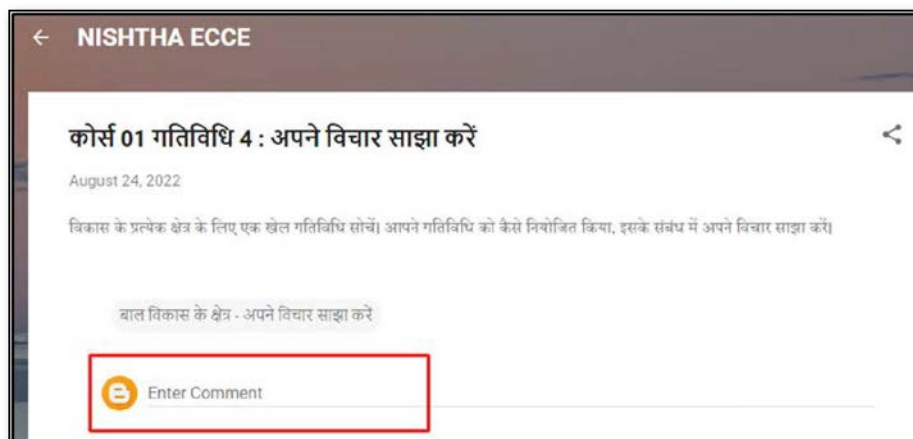 NISHTHA ECCE
कोर्स 01 गतिविधि 4 : अपने विचार साझा करें
August 24, 2022
विकास के प्रत्येक क्षेत्र के लिए एक खेल गतिविधि सोचें| आपने गतिविधि को कैसे नियोजित किया, इसके संबंध में अपने विचार साझा करें|
बाल विकास के क्षेत्र - अपने विचार साझा करें
Enter Comment